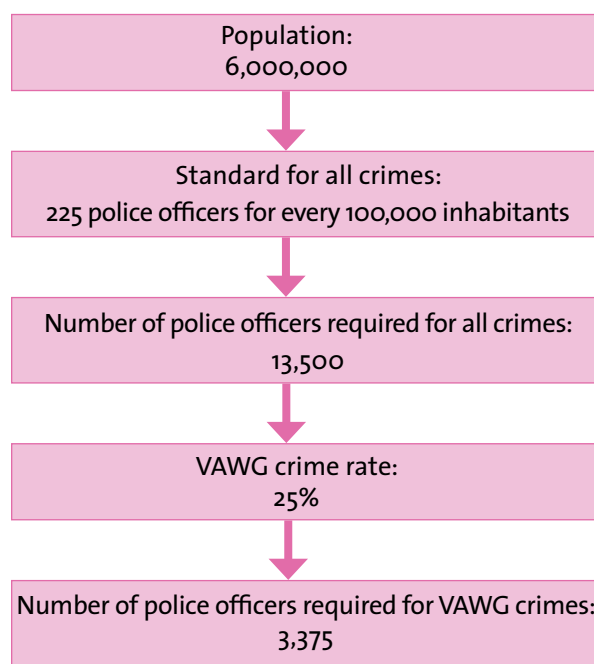 Population:
6,000,000
Standard for all crimes:
225 police officers for every 100,000 inhabitants
Number of police officers required for all crimes:
13,500
VAWG crime rate:
25%
Number of police officers required for VAWG crimes:
3,375